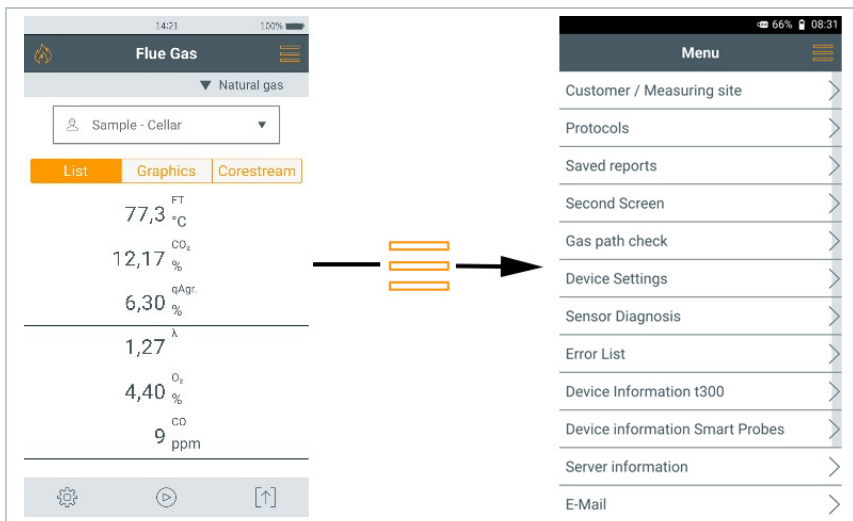 14:21 100%
Flue Gas
▼ Natural gas
Sample - Cellar ▼
List Graphics Corestream
77,3 FT °C
12,17 CO₂ %
6,30 qAgr. %
1,27 λ
4,40 O₂ %
9 CO ppm
66% 08:31
Menu
Customer / Measuring site
Protocols
Saved reports
Second Screen
Gas path check
Device Settings
Sensor Diagnosis
Error List
Device Information t300
Device information Smart Probes
Server information
E-Mail